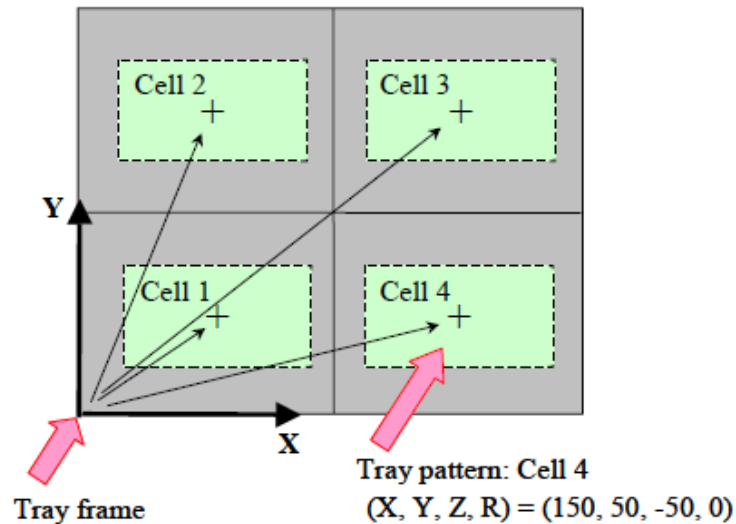 Cell 2
Cell 3
Y
Cell 1
Cell 4
X
Tray pattern: Cell 4
Tray frame
(X, Y, Z, R) = (150, 50, -50, 0)